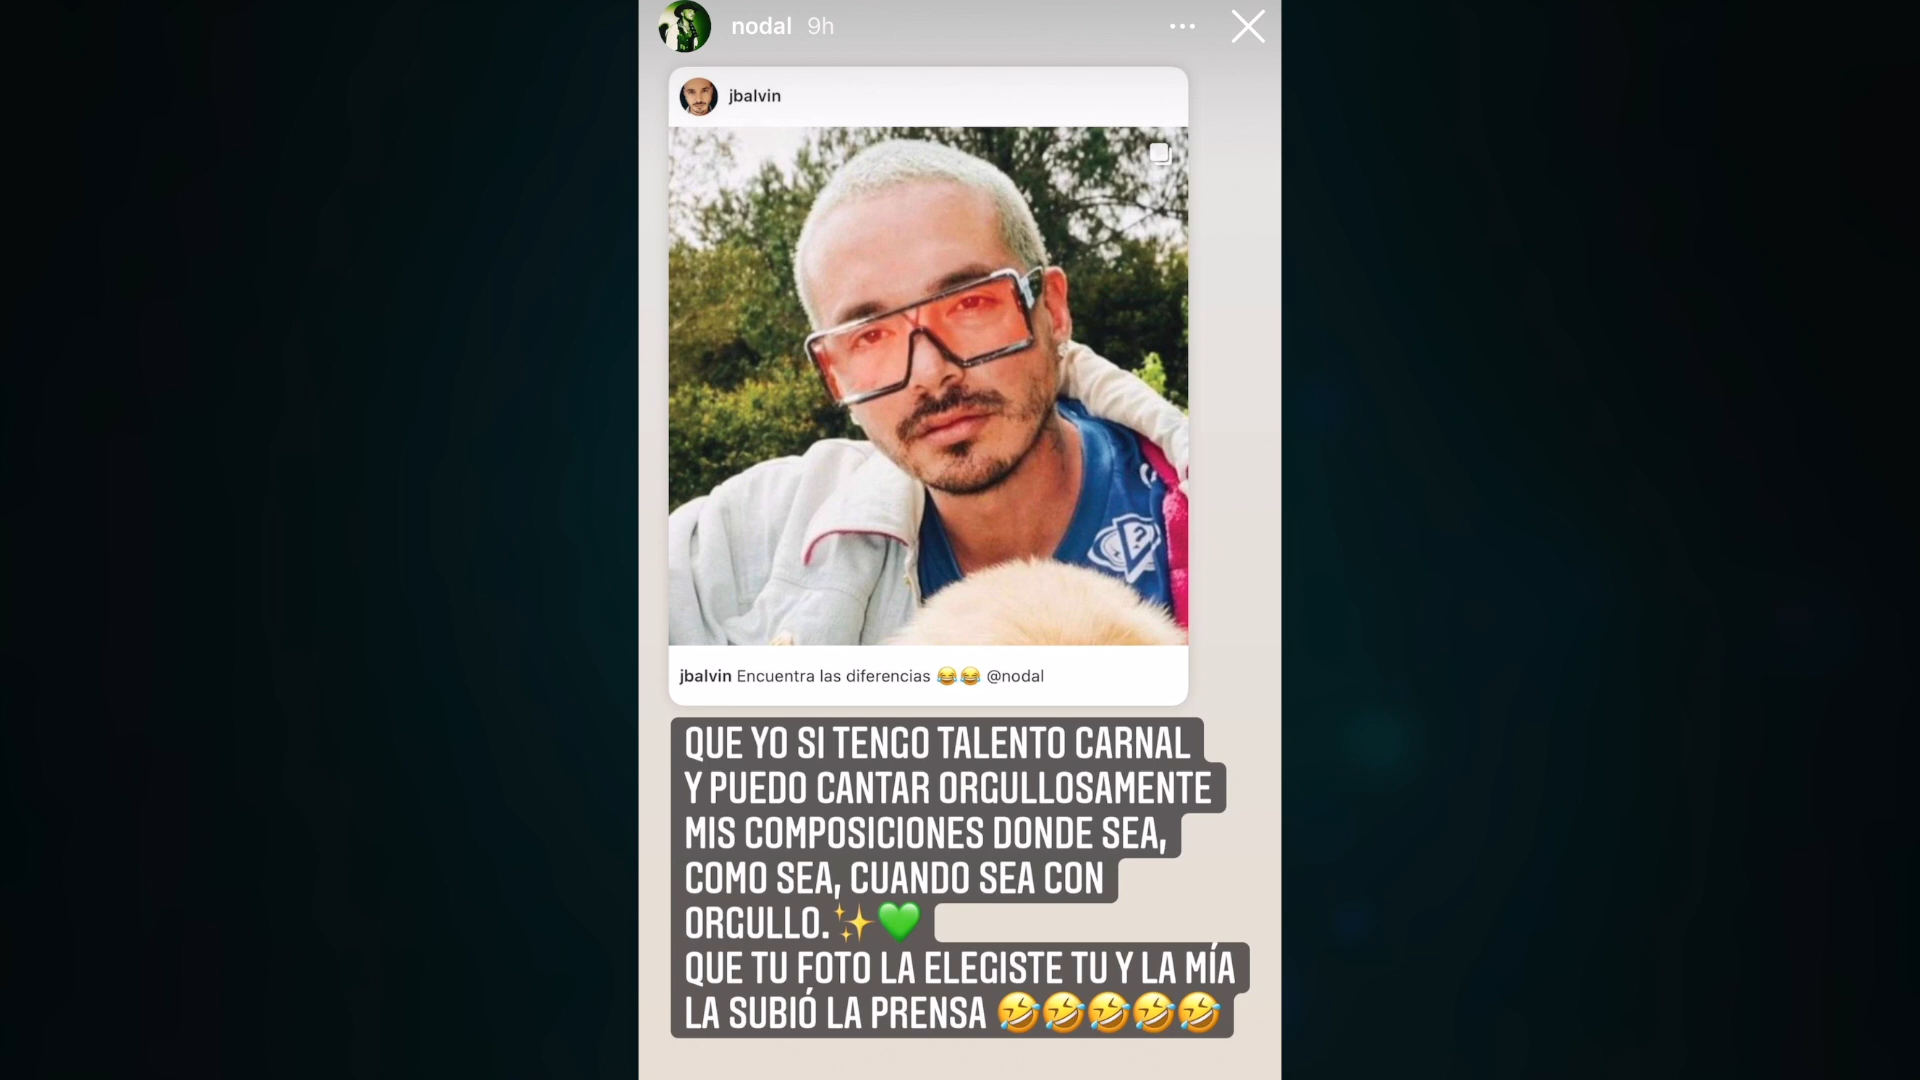 nodal 9h
jbalvin
jbalvin Encuentra las diferencias 😂😂 @nodal
QUE YO SI TENGO TALENTO CARNAL
Y PUEDO CANTAR ORGULLOSAMENTE
MIS COMPOSICIONES DONDE SEA,
COMO SEA, CUANDO SEA CON
ORGULLO.✨💚
QUE TU FOTO LA ELEGISTE TU Y LA MÍA
LA SUBIÓ LA PRENSA 🤣🤣🤣🤣🤣